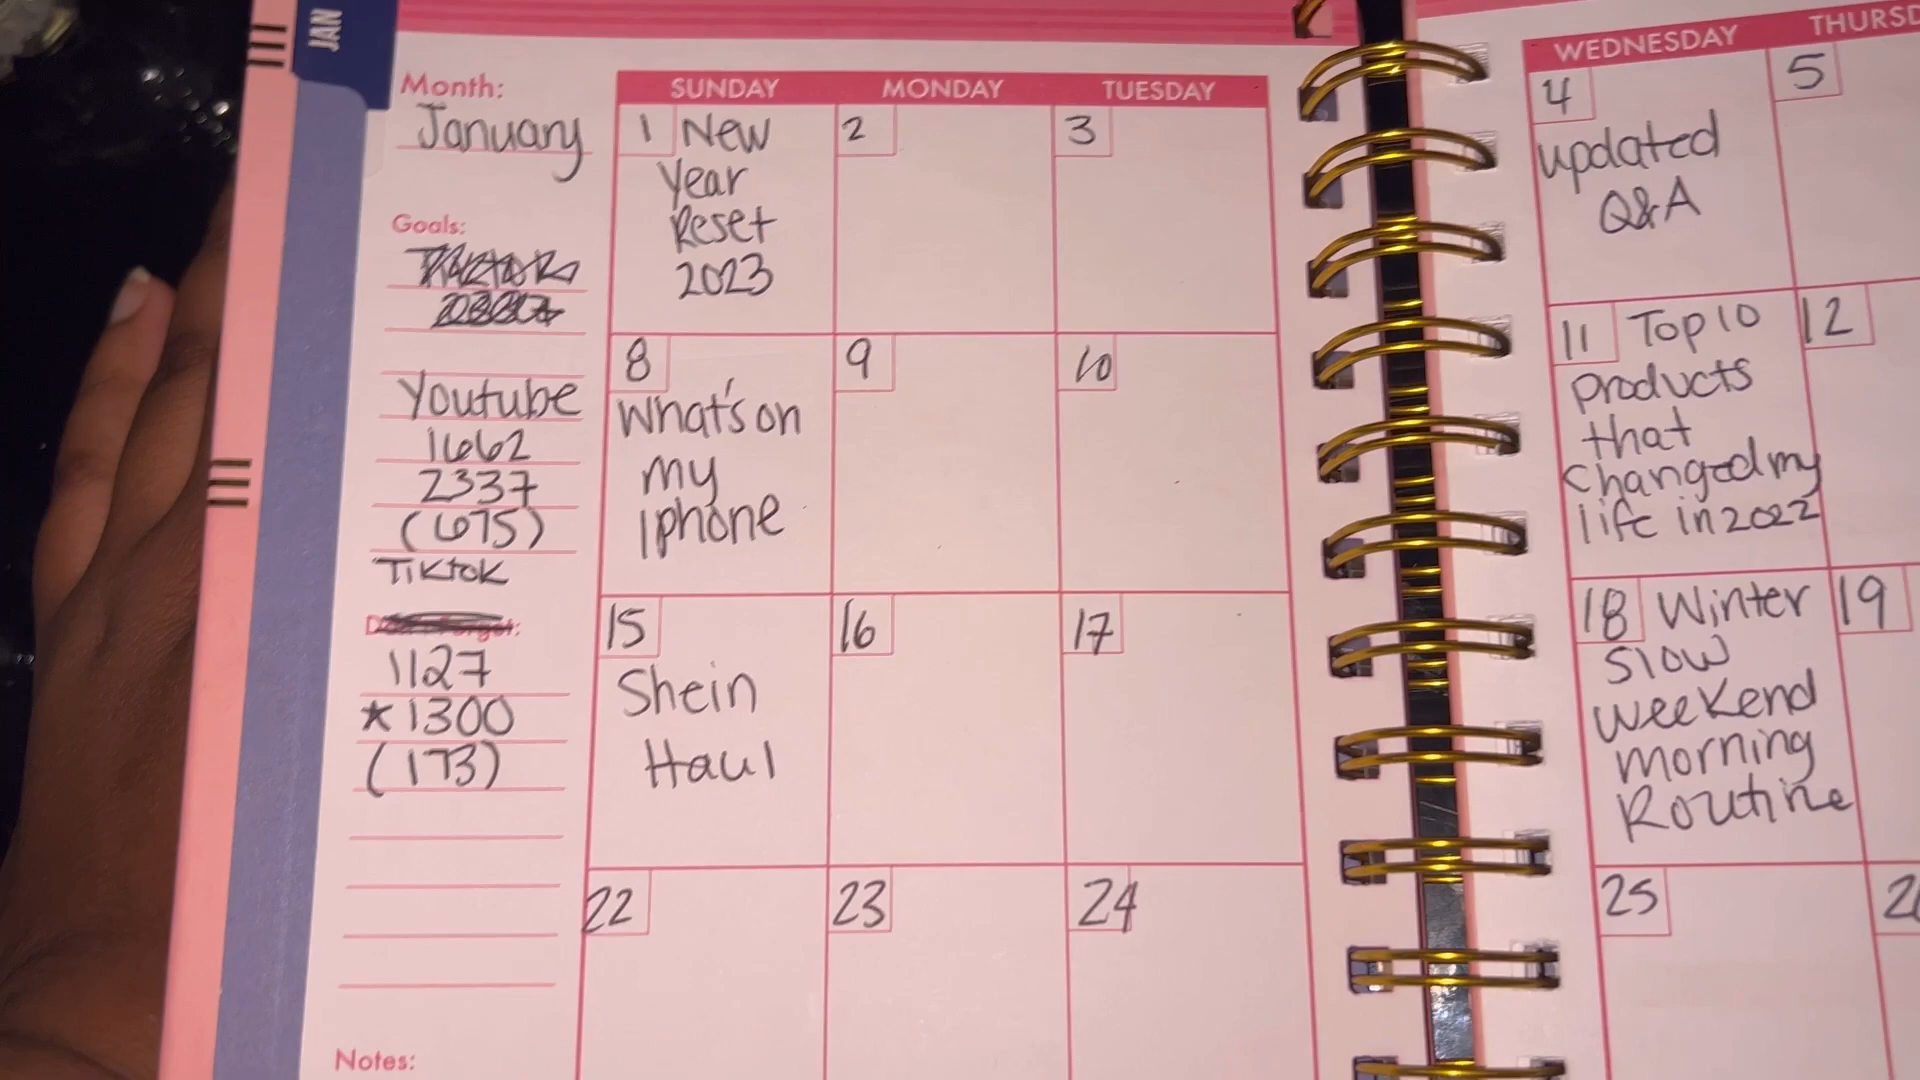 JAN
Month:
January
Goals:
Youtube
1662
2337
(675)
TikTok
1127
★1300
(173)
Notes:
SUNDAY MONDAY TUESDAY
1 New
Year
Reset
2023
2
3
8
What's on
my
Iphone
9
10
15
Shein
Haul
16
17
22
23
24
WEDNESDAY
4
updated
Q&A
5
11 Top 10
products
that
changed my
life in 2022
12
18 Winter
slow
weekend
morning
Routine
19
25